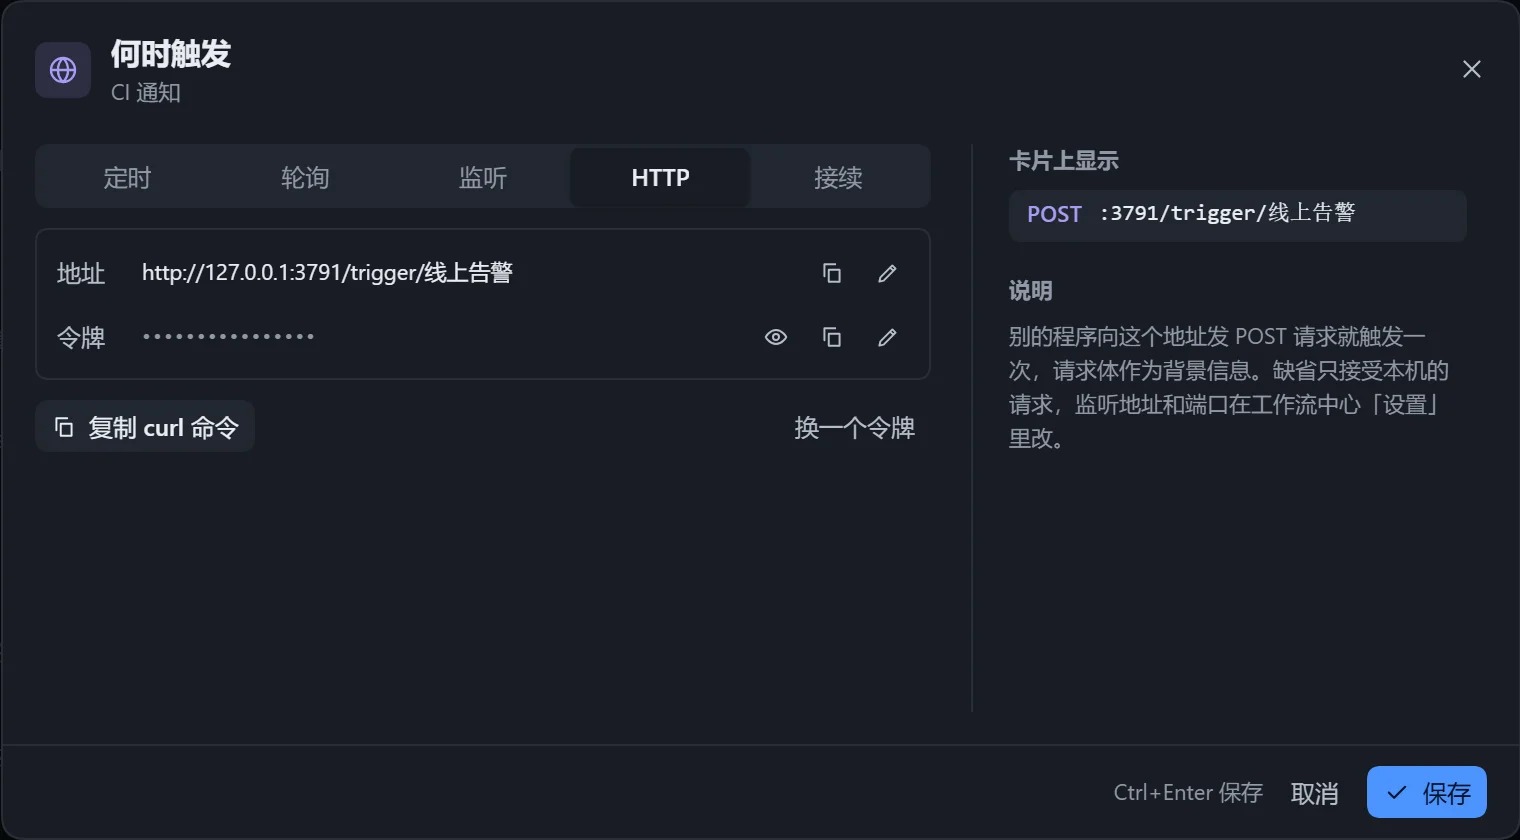 何时触发
CI 通知
定时 轮询 监听 HTTP 接续
地址 http://127.0.0.1:3791/trigger/线上告警
令牌 ••••••••••••••••
复制 curl 命令 换一个令牌
卡片上显示
POST :3791/trigger/线上告警
说明
别的程序向这个地址发 POST 请求就触发一
次，请求体作为背景信息。缺省只接受本机的
请求，监听地址和端口在工作流中心「设置」
里改。
Ctrl+Enter 保存 取消 保存